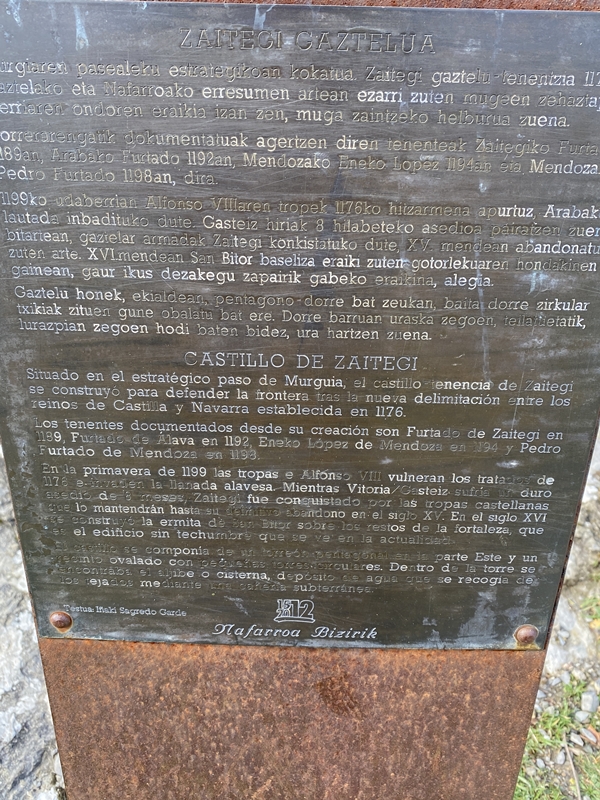 ZAITEGI GAZTELUA
urgiaren pasealeku estrategikoan kokatua. Zaitegi gaztelu-tenentzia 117
aztelako eta Nafarroako erresumen artean ezarri zuten mugeen zehazta
erriaren ondoren eraikia izan zen, muga zaintzeko helburua zuena.
orrerarengatik dokumentatuak agertzen diren tenenteak Zaitegiko Furta
189an, Arabako Furtado 1192an, Mendozako Eneko Lopez 1194an eta Mendoza
Pedro Furtado 1198an, dira.
1199ko udaberrian Alfonso VIIIaren tropek 1176ko hitzarmena apurtuz, Arabak
lautada inbadituko dute. Gasteiz hiriak 8 hilabeteko asedioa pairatzen zuer
bitartean, gaztelar armadak Zaitegi konkistatuko dute, XV. mendean abandonatu
zuten arte. XVI.mendean San Bitor baseliza eraiki zuten gotorlekuaren hondakinen
gainean, gaur ikus dezakegu zapairik gabeko eraikina, alegia.
Gaztelu honek, ekialdean, pentagono-dorre bat zeukan, baita dorre zirkular
txikiak zituen gune obalatu bat ere. Dorre barruan uraska zegoen, teilatuetatik,
lurazpian zegoen hodi baten bidez, ura hartzen zuena.
CASTILLO DE ZAITEGI
Situado en el estratégico paso de Murguia, el castillo-tenencia de Zaitegi
se construyó para defender la frontera tras la nueva delimitación entre los
reinos de Castilla y Navarra establecida en 1176.
Los tenentes documentados desde su creación son Furtado de Zaitegi en
1189, Furtado de Álava en 1192, Eneko López de Mendoza en 1194 y Pedro
Furtado de Mendoza en 1198.
En la primavera de 1199 las tropas e Alfonso VIII vulneran los tratados de
1176 e invaden la llanada alavesa. Mientras Vitoria/Gasteiz sufría un duro
asedio de 8 meses, Zaitegi fue conquistado por las tropas castellanas
lo mantendrán hasta su definitivo abandono en el siglo XV. En el siglo XVI
se construyó la ermita de San Bitor sobre los restos de la fortaleza, que
el edificio sin techumbre que se ve en la actualidad.
castillo se componía de un torreón pentagonal en la parte Este y un
recinto ovalado con pequeñas torres circulares. Dentro de la torre se
encontraba el aljibe o cisterna, depósito de agua que se recogía de
los tejados mediante una cañería subterránea.
Testua: Iñaki Sagredo Garde
1512
Nafarroa Bizirik